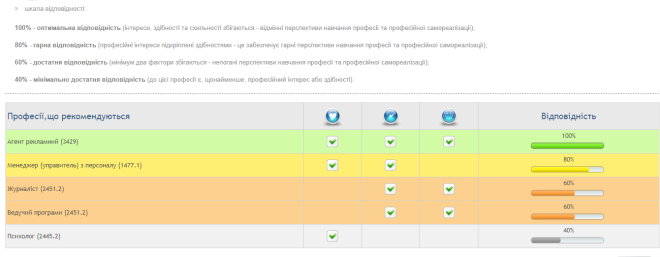 » шкала відповідності
100% - оптимальна відповідність (інтереси, здібності та схильності збігаються - відмінні перспективи навчання професії та професійної самореалізації);
80% - гарна відповідність (професійні інтереси підкріплені здібностями - це забезпечує гарні перспективи навчання професії та професійної самореалізації);
60% - достатня відповідність (мінімум два фактори збігаються - непогані перспективи навчання професії та професійної самореалізації);
40% - мінімально достатня відповідність (до цієї професії є, щонайменше, професійний інтерес або здібності).
Професії,що рекомендуються Відповідність
Агент рекламний (3429) 100%
Менеджер (управитель) з персоналу (1477.1) 80%
Журналіст (2451.2) 60%
Ведучий програми (2451.2) 60%
Психолог (2445.2) 40%